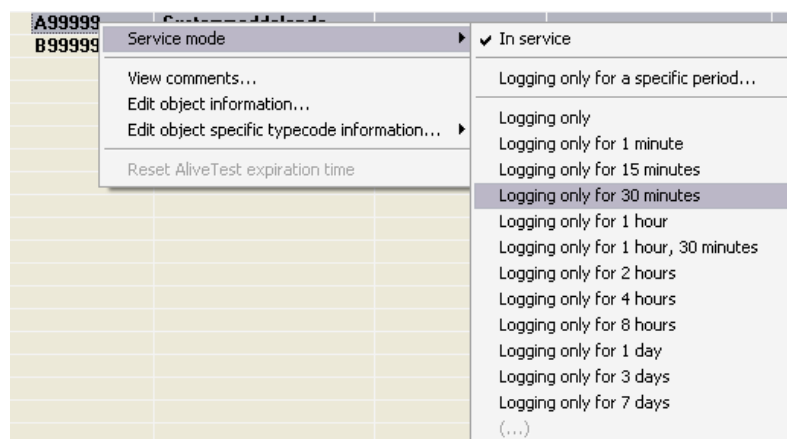 A99999 Systemmeddelande
B99999
Service mode
View comments...
Edit object information...
Edit object specific typecode information...
Reset AliveTest expiration time
In service
Logging only for a specific period...
Logging only
Logging only for 1 minute
Logging only for 15 minutes
Logging only for 30 minutes
Logging only for 1 hour
Logging only for 1 hour, 30 minutes
Logging only for 2 hours
Logging only for 4 hours
Logging only for 8 hours
Logging only for 1 day
Logging only for 3 days
Logging only for 7 days
(...)